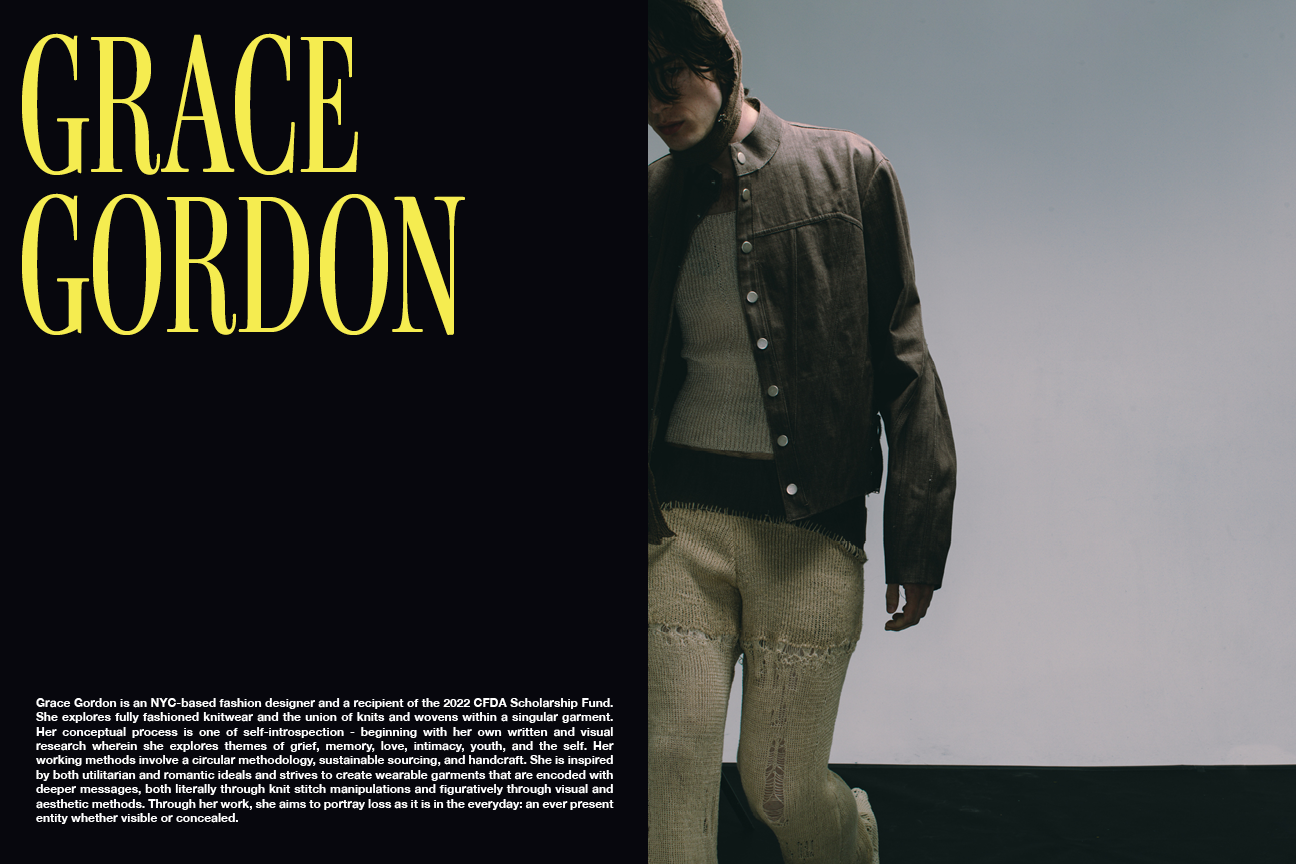 GRACE
GORDON
Grace Gordon is an NYC-based fashion designer and a recipient of the 2022 CFDA Scholarship Fund.
She explores fully fashioned knitwear and the union of knits and wovens within a singular garment.
Her conceptual process is one of self-introspection - beginning with her own written and visual
research wherein she explores themes of grief, memory, love, intimacy, youth, and the self. Her
working methods involve a circular methodology, sustainable sourcing, and handcraft. She is inspired
by both utilitarian and romantic ideals and strives to create wearable garments that are encoded with
deeper messages, both literally through knit stitch manipulations and figuratively through visual and
aesthetic methods. Through her work, she aims to portray loss as it is in the everyday: an ever present
entity whether visible or concealed.